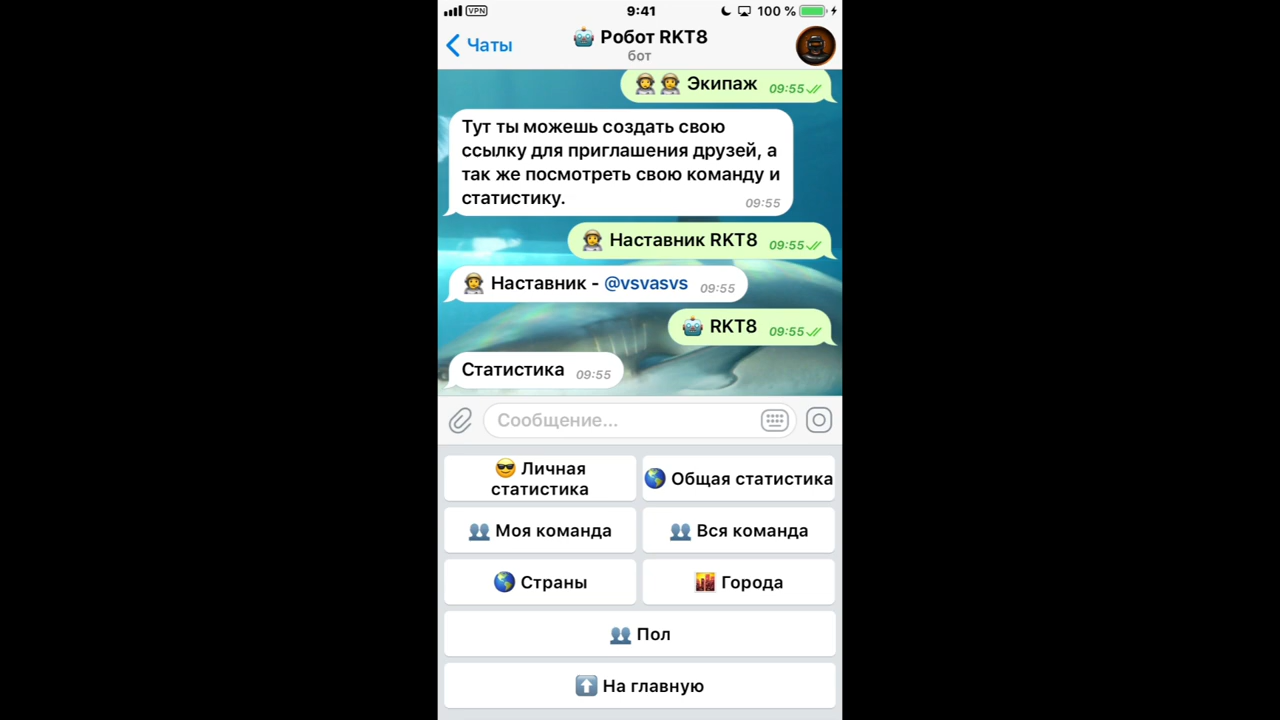 VPN 9:41 100 %
Чаты
🤖 Робот RKT8
бот
👩‍🚀👩‍🚀 Экипаж 09:55
Тут ты можешь создать свою
ссылку для приглашения друзей, а
так же посмотреть свою команду и
статистику. 09:55
👩‍🚀 Наставник RKT8 09:55
👩‍🚀 Наставник - @vsvasvs 09:55
🤖 RKT8 09:55
Статистика 09:55
Сообщение...
😎 Личная
статистика
🌎 Общая статистика
👥 Моя команда
👥 Вся команда
🌎 Страны
🌇 Города
👥 Пол
⬆️ На главную